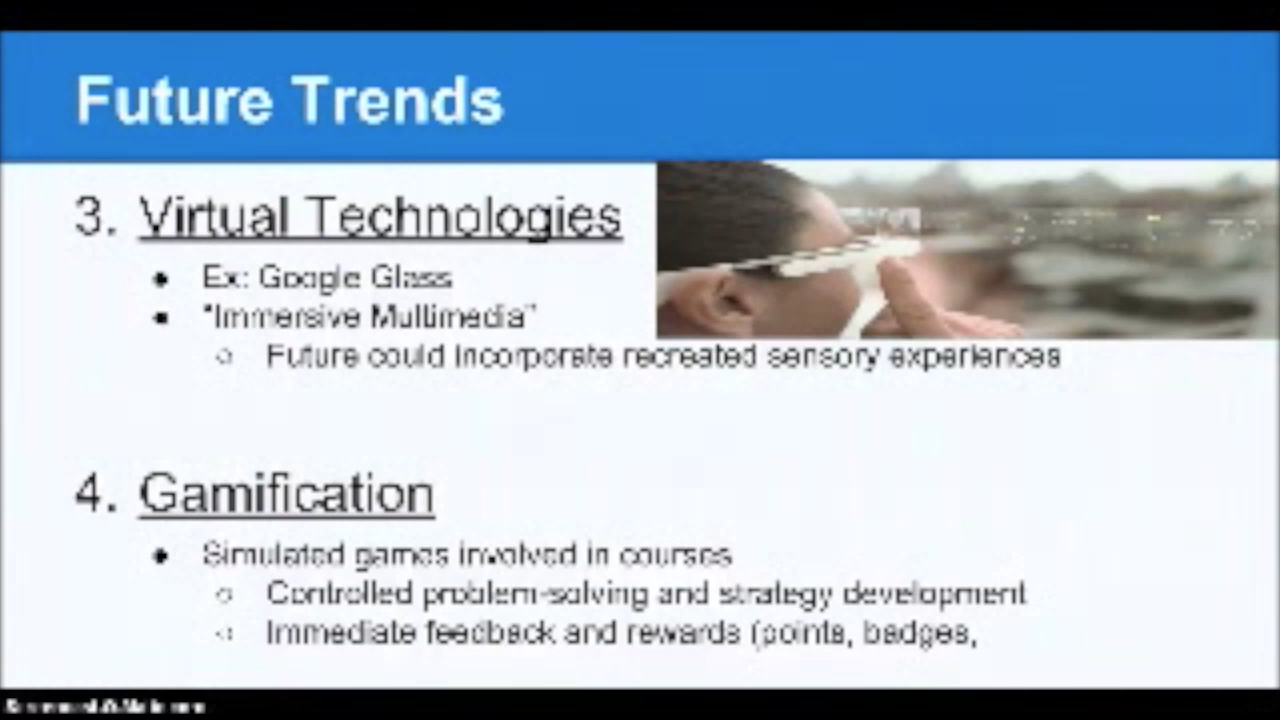 Future Trends
3. Virtual Technologies
● Ex: Google Glass
● "Immersive Multimedia"
○ Future could incorporate recreated sensory experiences
4. Gamification
● Simulated games involved in courses
○ Controlled problem-solving and strategy development
○ Immediate feedback and rewards (points, badges,